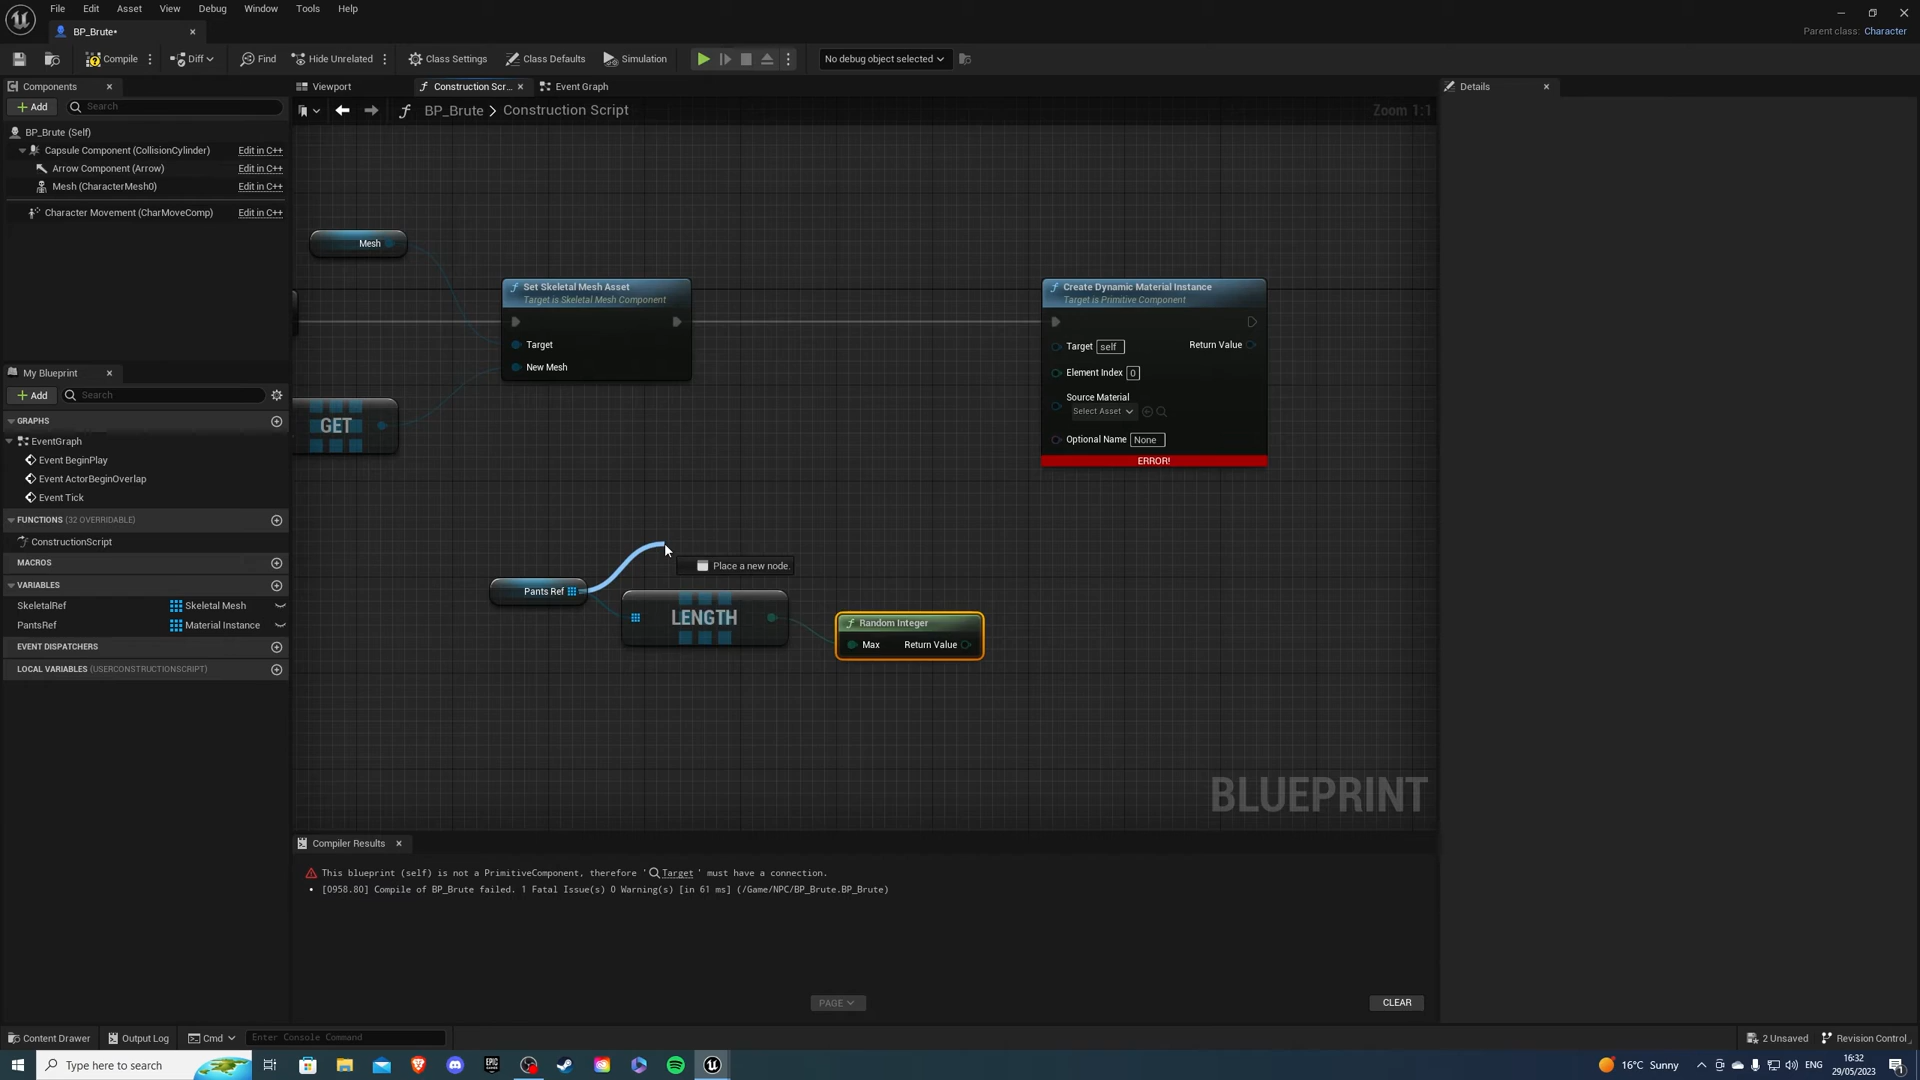 File Edit Asset View Debug Window Tools Help
BP_Brute•
Parent class: Character
Compile Diff Find Hide Unrelated Class Settings Class Defaults Simulation No debug object selected
Components Viewport Construction Scr... Event Graph Details
Add Search BP_Brute > Construction Script Zoom 1:1
BP_Brute (Self)
Capsule Component (CollisionCylinder) Edit in C++
Arrow Component (Arrow) Edit in C++
Mesh (CharacterMesh0) Edit in C++
Character Movement (CharMoveComp) Edit in C++
My Blueprint
Add Search
GRAPHS
EventGraph
Event BeginPlay
Event ActorBeginOverlap
Event Tick
FUNCTIONS (32 OVERRIDABLE)
ConstructionScript
MACROS
VARIABLES
SkeletalRef Skeletal Mesh
PantsRef Material Instance
EVENT DISPATCHERS
LOCAL VARIABLES (USERCONSTRUCTIONSCRIPT)
Mesh
Set Skeletal Mesh Asset
Target is Skeletal Mesh Component
Target
New Mesh
GET
Create Dynamic Material Instance
Target is Primitive Component
Target self Return Value
Element Index 0
Source Material
Select Asset
Optional Name None
ERROR!
Place a new node.
Pants Ref
LENGTH
Random Integer
Max Return Value
BLUEPRINT
Compiler Results
This blueprint (self) is not a PrimitiveComponent, therefore ' Target ' must have a connection.
• [0958.80] Compile of BP_Brute failed. 1 Fatal Issue(s) 0 Warning(s) [in 61 ms] (/Game/NPC/BP_Brute.BP_Brute)
PAGE CLEAR
Content Drawer Output Log Cmd Enter Console Command 2 Unsaved Revision Control
Type here to search EPIC 16°C Sunny ENG 16:32
29/05/2023